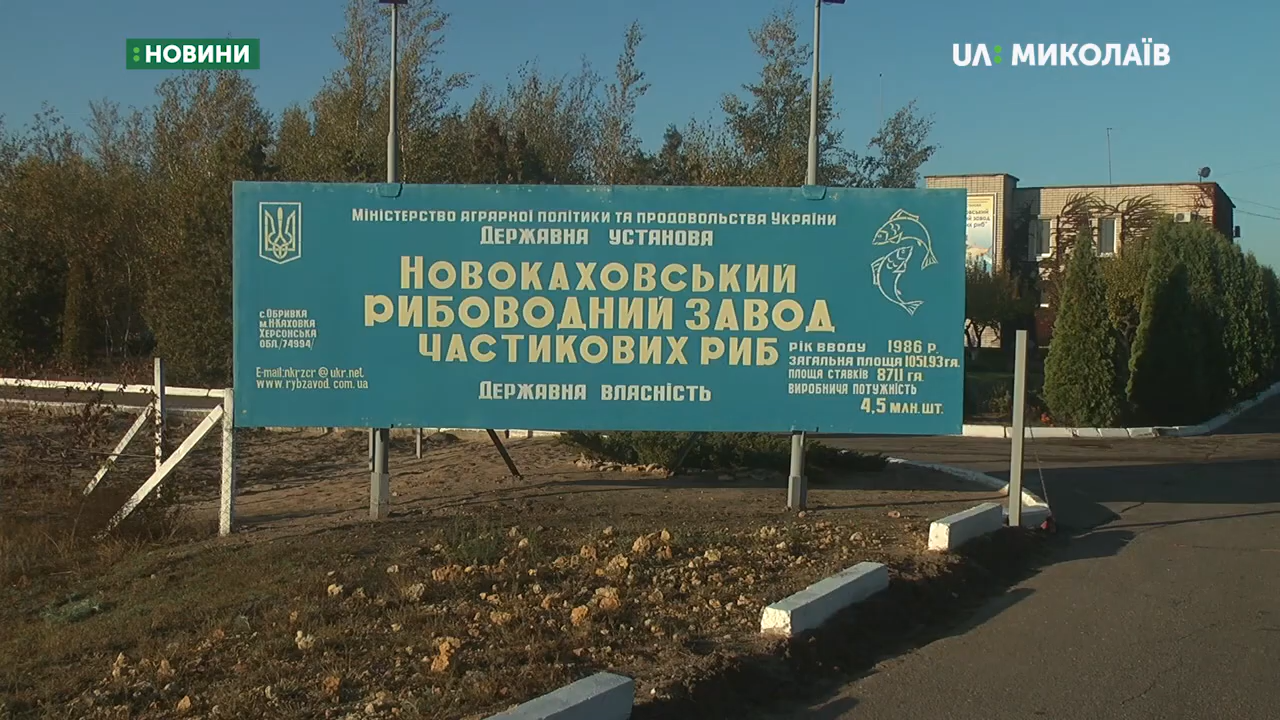 : НОВИНИ
UA: МИКОЛАЇВ
Міністерство аграрної політики та продовольства України
Державна установа
Новокаховський
рибоводний завод
частикових риб
с. Обривка
м. Н-Каховка
Херсонська
обл /74994/
E-mail:nkrzcr@ukr.net
www.rybzavod.com.ua
рік вводу 1986 р.
загальна площа 1051,93 га.
площа ставків 871,1 га.
виробнича потужність
4,5 млн. шт.
Державна власність